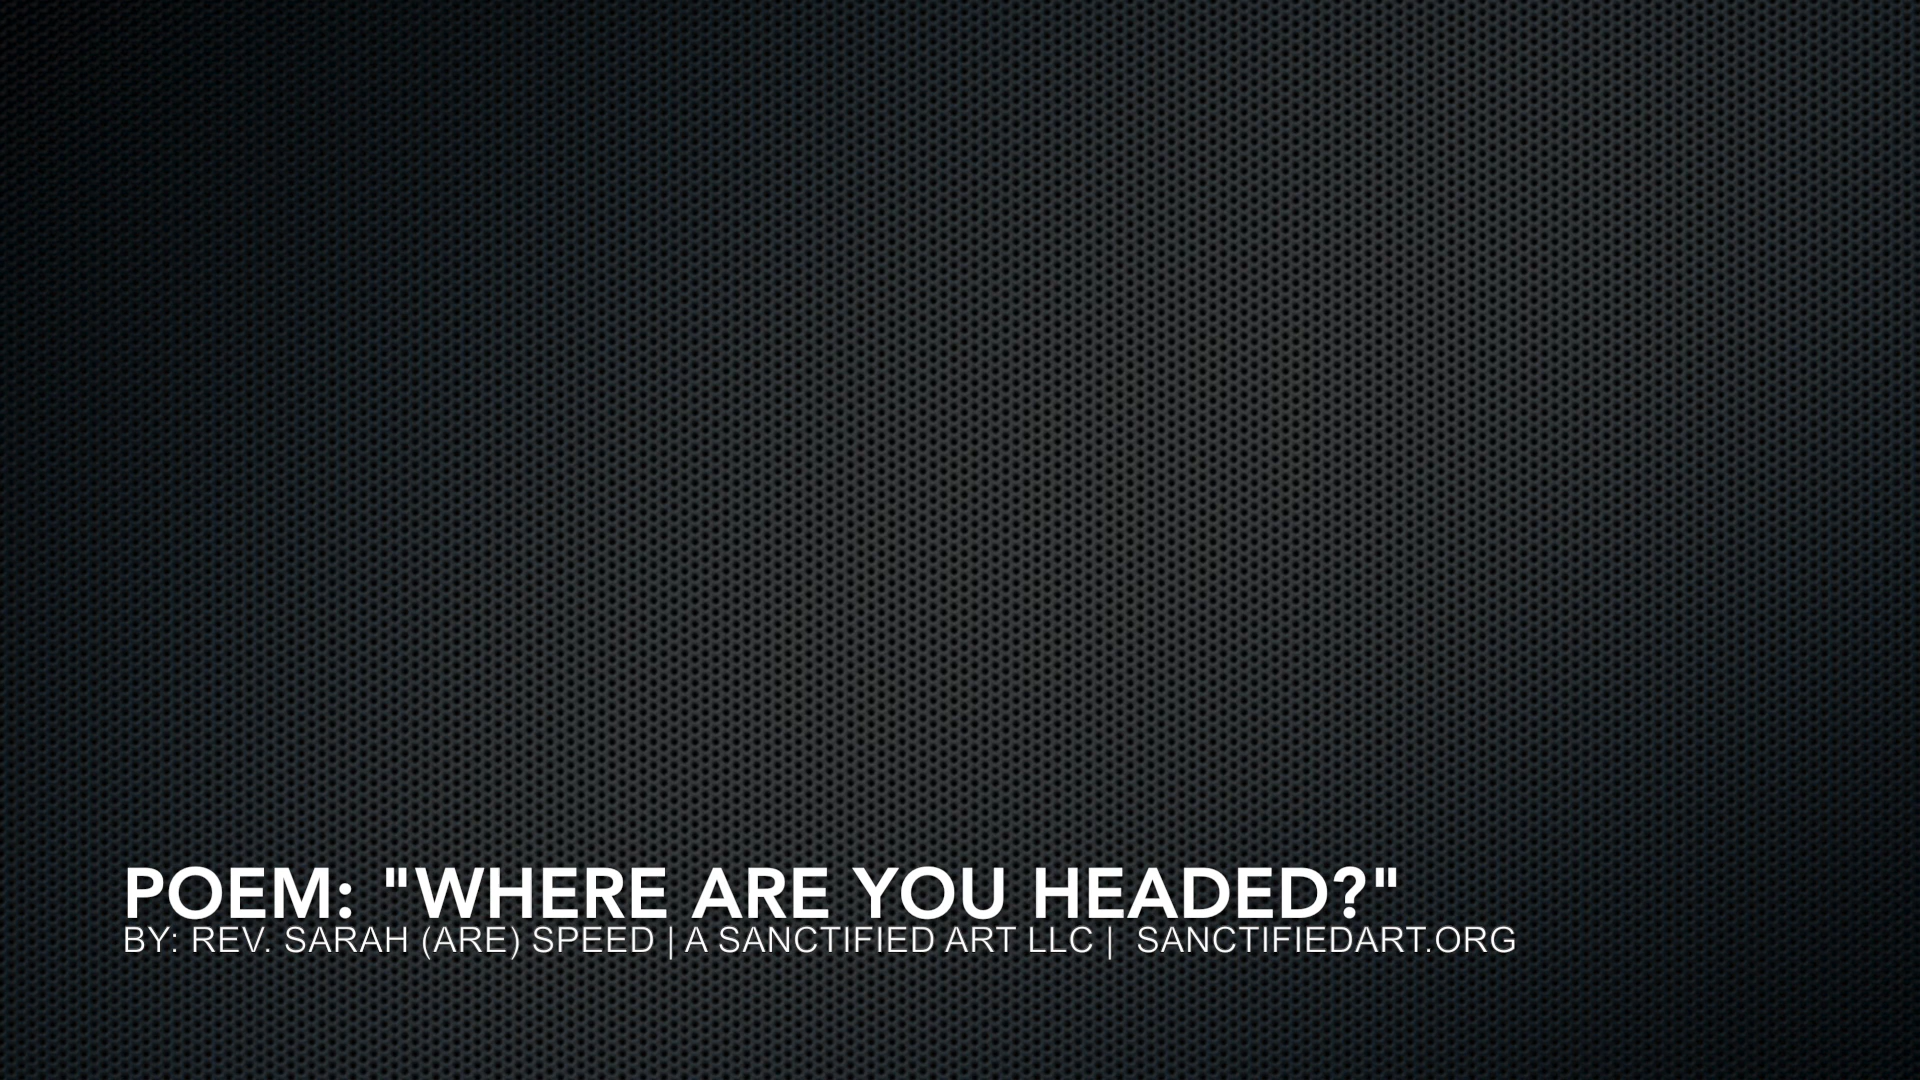 POEM: "WHERE ARE YOU HEADED?"
BY: REV. SARAH (ARE) SPEED | A SANCTIFIED ART LLC |  SANCTIFIEDART.ORG